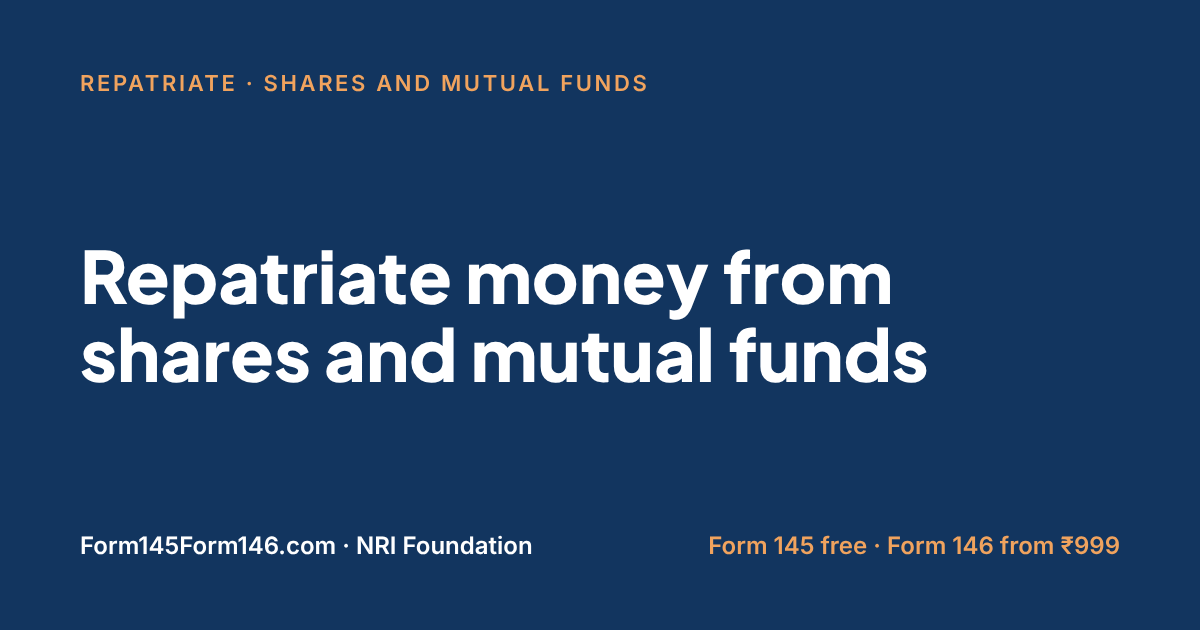 REPATRIATE · SHARES AND MUTUAL FUNDS
Repatriate money from
shares and mutual funds
Form145Form146.com · NRI Foundation
Form 145 free · Form 146 from ₹999